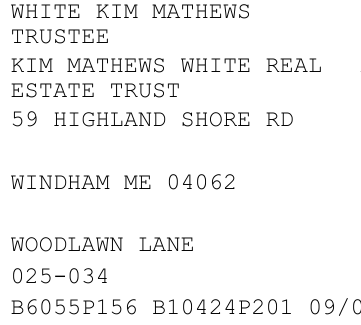 WHITE KIM MATHEWS
TRUSTEE
KIM MATHEWS WHITE REAL
ESTATE TRUST
59 HIGHLAND SHORE RD
WINDHAM ME 04062
WOODLAWN LANE
025-034
B6055P156 B10424P201 09/0